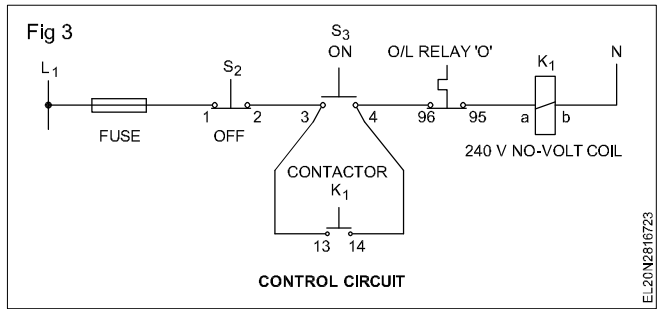 Fig 3
L1
FUSE
S2
1 2
OFF
S3
ON
3 4
O/L RELAY 'O'
96 95
K1
a b
240 V NO-VOLT COIL
N
CONTACTOR
K1
13 14
CONTROL CIRCUIT
EL20N2816723